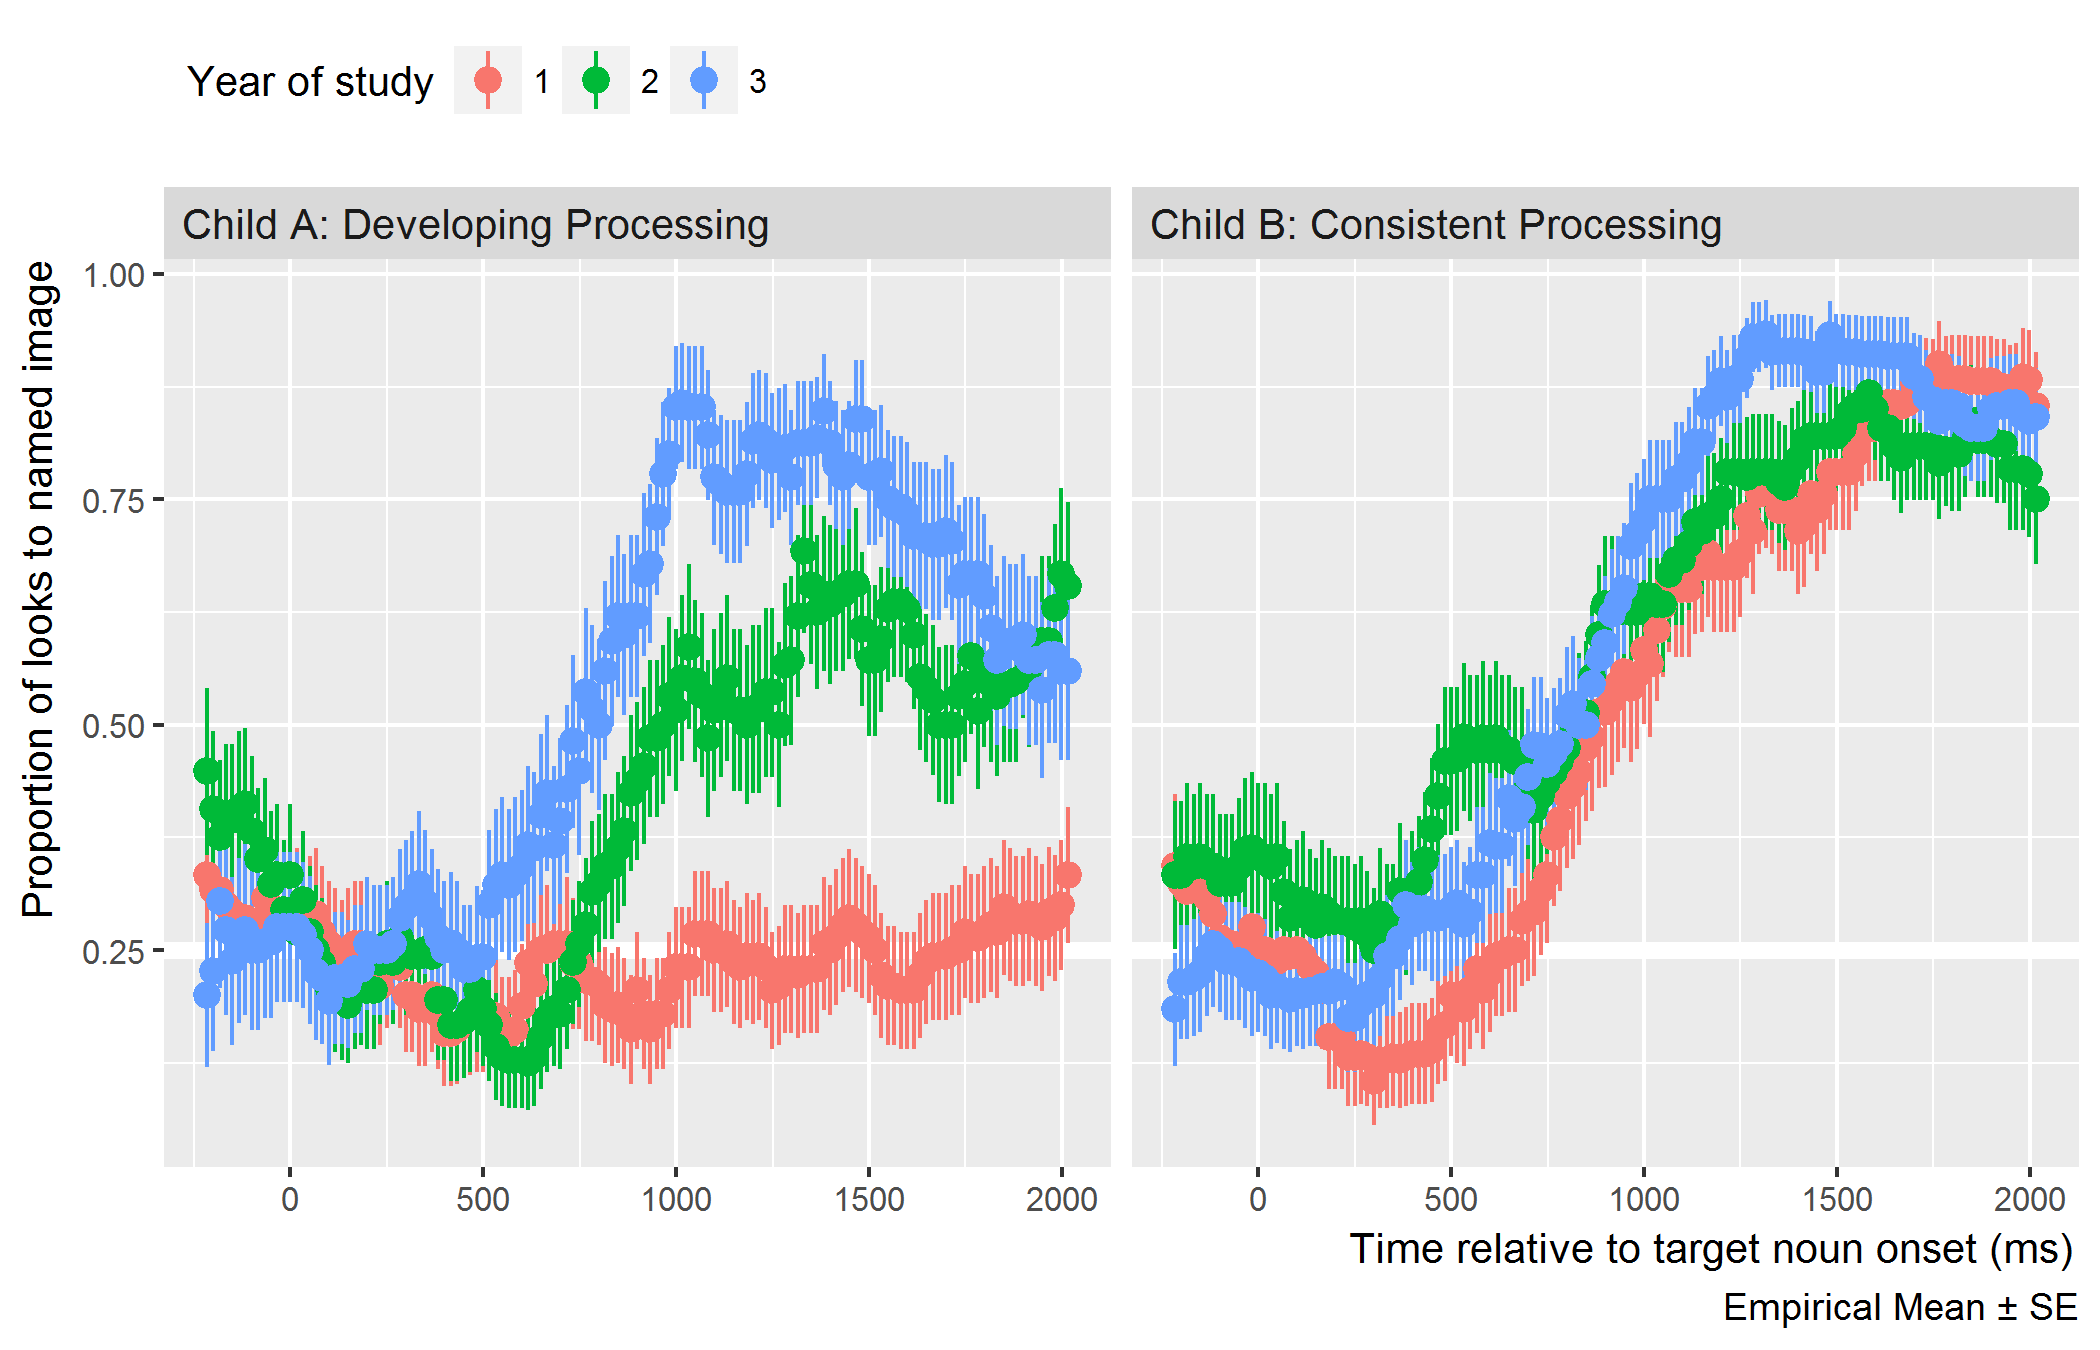 Year of study 1 2 3
Child A: Developing Processing
Child B: Consistent Processing
Proportion of looks to named image
1.00
0.75
0.50
0.25
0 500 1000 1500 2000
0 500 1000 1500 2000
Time relative to target noun onset (ms)
Empirical Mean ± SE